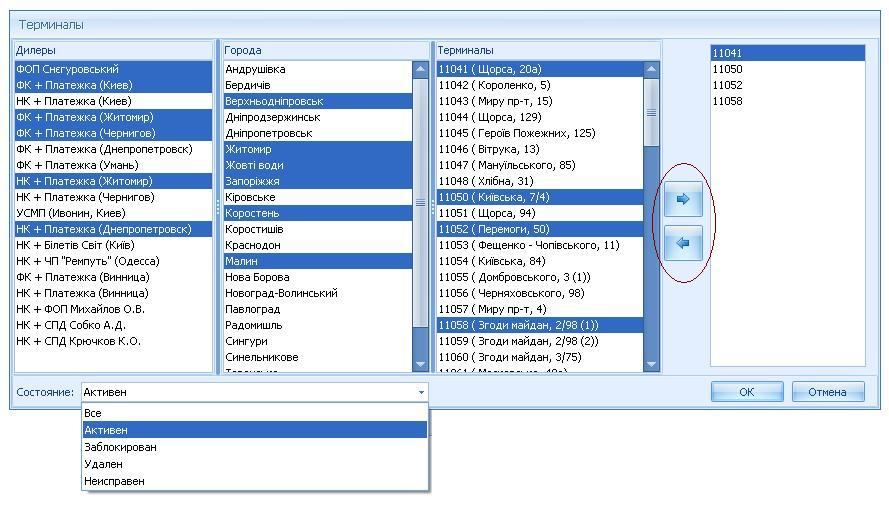 Терминалы
Дилеры
ФОП Снєгуровський
ФК + Платежка (Киев)
НК + Платежка (Киев)
ФК + Платежка (Житомир)
ФК + Платежка (Чернигов)
ФК + Платежка (Днепропетровск)
ФК + Платежка (Умань)
НК + Платежка (Житомир)
НК + Платежка (Чернигов)
УСМП (Ивонин, Киев)
НК + Платежка (Днепропетровск)
НК + Білетів Світ (Київ)
НК + ЧП "Ремпуть" (Одесса)
ФК + Платежка (Винница)
НК + Платежка (Винница)
НК + ФОП Михайлов О.В.
НК + СПД Собко А.Д.
НК + СПД Крючков К.О.
Города
Андрушівка
Бердичів
Верхньодніпровськ
Дніпродзержинськ
Дніпропетровськ
Житомир
Жовті води
Запоріжжя
Кіровське
Коростень
Коростишів
Краснодон
Малин
Нова Борова
Новоград-Волинський
Павлоград
Радомишль
Сингури
Синельникове
Терминалы
11041 ( Щорса, 20а)
11042 ( Короленко, 5)
11043 ( Миру пр-т, 15)
11044 ( Щорса, 129)
11045 ( Героїв Пожежних, 125)
11046 ( Вітрука, 13)
11047 ( Мануїльського, 85)
11048 ( Хлібна, 31)
11050 ( Київська, 7/4)
11051 ( Щорса, 94)
11052 ( Перемоги, 50)
11053 ( Фещенко - Чопівського, 11)
11054 ( Київська, 84)
11055 ( Домбровського, 3 (1))
11056 ( Черняховського, 98)
11057 ( Миру пр-т, 4)
11058 ( Згоди майдан, 2/98 (1))
11059 ( Згоди майдан, 2/98 (2))
11060 ( Згоди майдан, 3/75)
11041
11050
11052
11058
Состояние:
Активен
ОК
Отмена
Все
Активен
Заблокирован
Удален
Неисправен